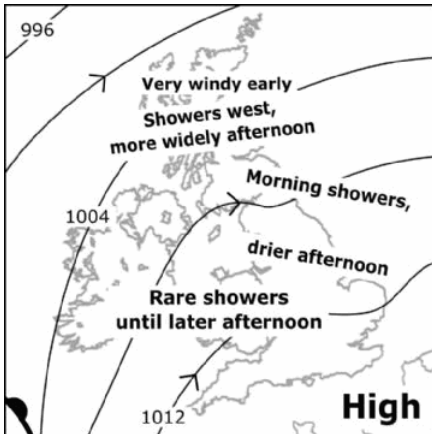 996
Very windy early
Showers west,
more widely afternoon
Morning showers,
1004
drier afternoon
Rare showers
until later afternoon
High
1012